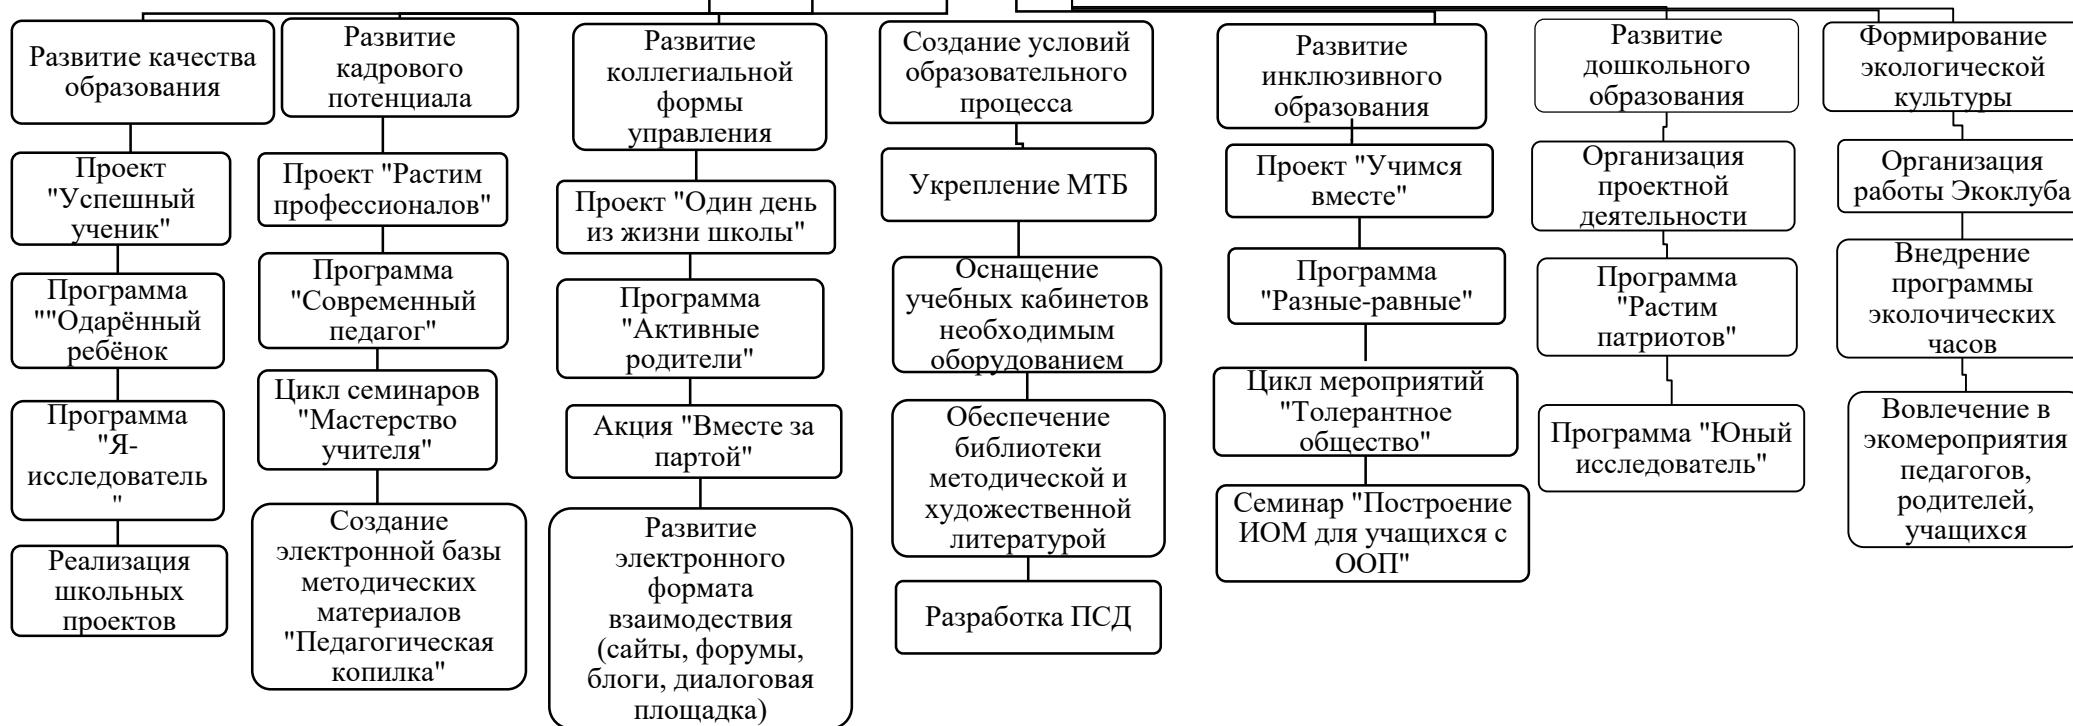 Развитие качества
образования
Проект
"Успешный
ученик"
Программа
""Одарённый
ребёнок
Программа
"Я-
исследователь
"
Реализация
школьных
проектов
Развитие
кадрового
потенциала
Проект "Растим
профессионалов"
Программа
"Современный
педагог"
Цикл семинаров
"Мастерство
учителя"
Создание
электронной базы
методических
материалов
"Педагогическая
копилка"
Развитие
коллегиальной
формы
управления
Проект "Один день
из жизни школы"
Программа
"Активные
родители"
Акция "Вместе за
партой"
Развитие
электронного
формата
взаимодествия
(сайты, форумы,
блоги, диалоговая
площадка)
Создание условий
образовательного
процесса
Укрепление МТБ
Оснащение
учебных кабинетов
необходимым
оборудованием
Обеспечение
библиотеки
методической и
художественной
литературой
Разработка ПСД
Развитие
инклюзивного
образования
Проект "Учимся
вместе"
Программа
"Разные-равные"
Цикл мероприятий
"Толерантное
общество"
Семинар "Построение
ИОМ для учащихся с
ООП"
Развитие
дошкольного
образования
Организация
проектной
деятельности
Программа
"Растим
патриотов"
Программа "Юный
исследователь"
Формирование
экологической
культуры
Организация
работы Экоклуба
Внедрение
программы
эколочических
часов
Вовлечение в
экомероприятия
педагогов,
родителей,
учащихся